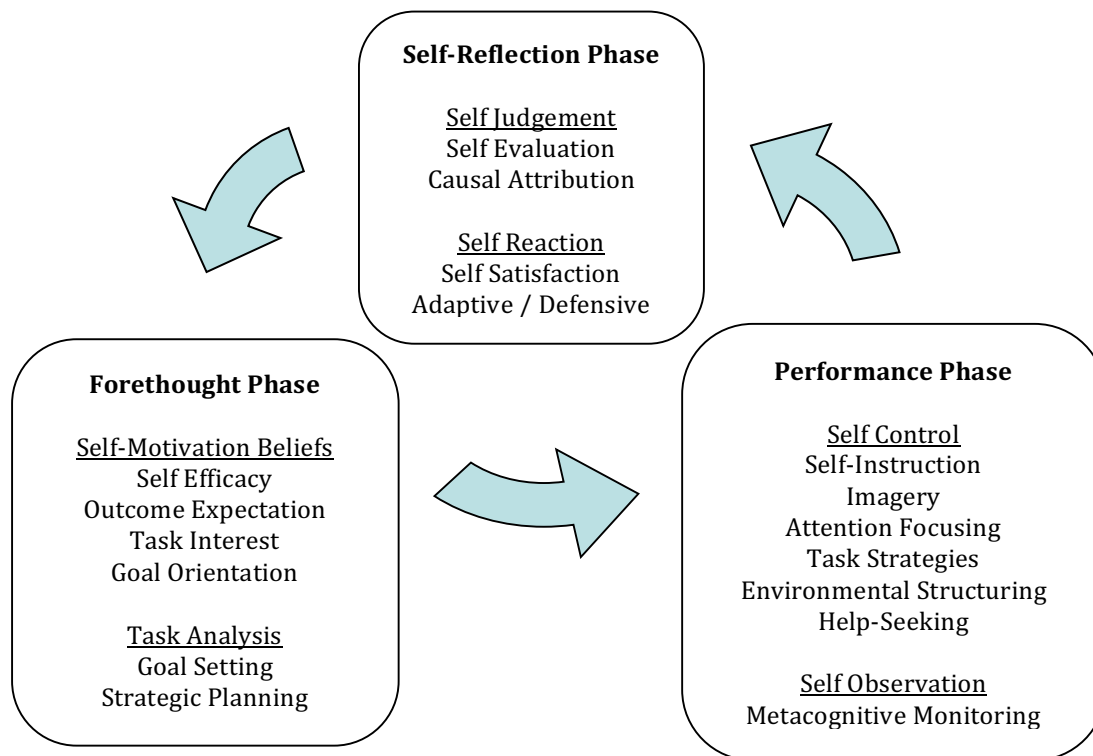 Self-Reflection Phase
Self Judgement
Self Evaluation
Causal Attribution
Self Reaction
Self Satisfaction
Adaptive / Defensive
Forethought Phase
Self-Motivation Beliefs
Self Efficacy
Outcome Expectation
Task Interest
Goal Orientation
Task Analysis
Goal Setting
Strategic Planning
Performance Phase
Self Control
Self-Instruction
Imagery
Attention Focusing
Task Strategies
Environmental Structuring
Help-Seeking
Self Observation
Metacognitive Monitoring